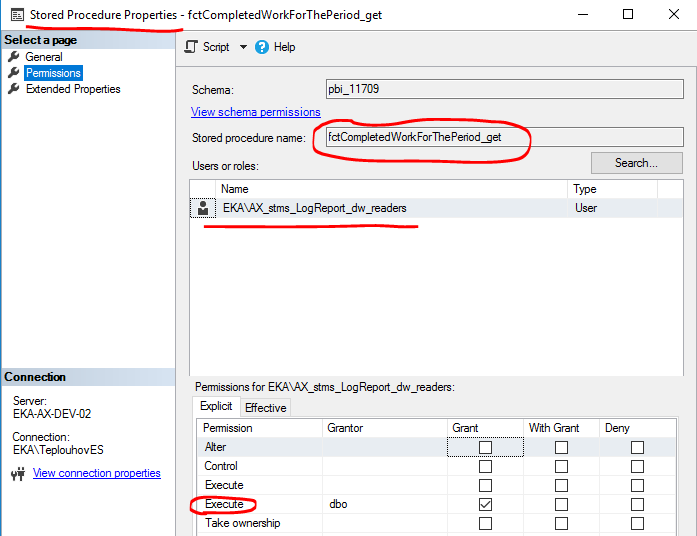 Stored Procedure Properties - fctCompletedWorkForThePeriod_get
Select a page
General
Permissions
Extended Properties
Script
Help
Schema:
pbi_11709
View schema permissions
Stored procedure name:
fctCompletedWorkForThePeriod_get
Users or roles:
Search...
Name Type
EKA\AX_stms_LogReport_dw_readers User
Connection
Server:
EKA-AX-DEV-02
Connection:
EKA\TeplouhovES
View connection properties
Permissions for EKA\AX_stms_LogReport_dw_readers:
Explicit Effective
Permission Grantor Grant With Grant Deny
Alter
Control
Execute
Execute dbo
Take ownership